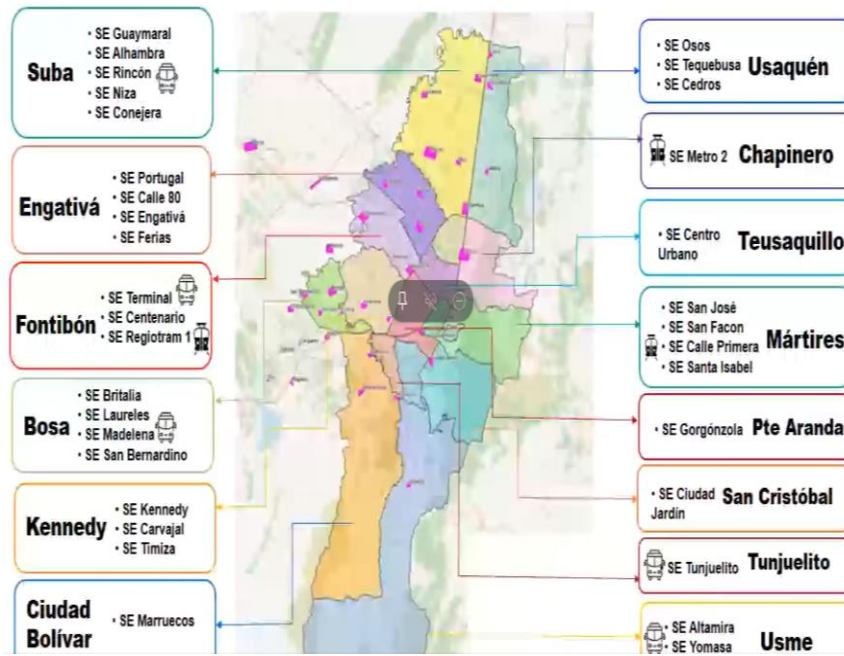 Suba
• SE Guaymaral
• SE Alhambra
• SE Rincón
• SE Niza
• SE Conejera
Engativá
• SE Portugal
• SE Calle 80
• SE Engativá
• SE Ferias
Fontibón
• SE Terminal
• SE Centenario
• SE Regiotram 1
Bosa
• SE Britalia
• SE Laureles
• SE Madelena
• SE San Bernardino
Kennedy
• SE Kennedy
• SE Carvajal
• SE Timiza
Ciudad
Bolívar
• SE Marruecos
• SE Osos
• SE Tequebusa
• SE Cedros
Usaquén
SE Metro 2
Chapinero
• SE Centro
Urbano
Teusaquillo
• SE San José
• SE San Facon
• SE Calle Primera
• SE Santa Isabel
Mártires
• SE Gorgónzola
Pte Aranda
• SE Ciudad
Jardín
San Cristóbal
• SE Tunjuelito
Tunjuelito
• SE Altamira
• SE Yomasa
Usme